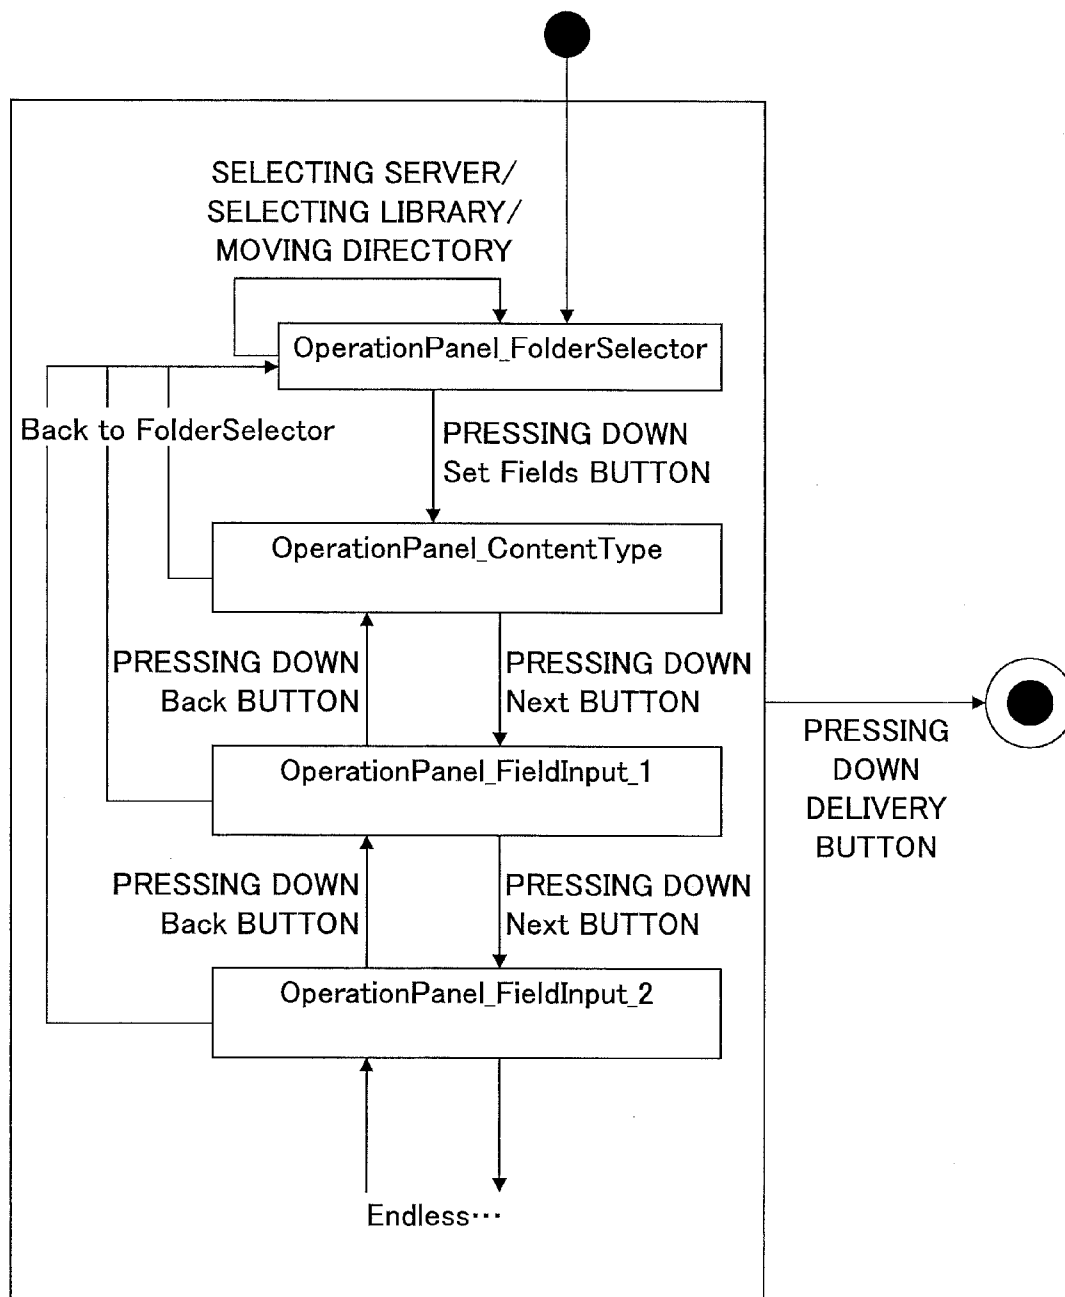 SELECTING SERVER/
SELECTING LIBRARY/
MOVING DIRECTORY
OperationPanel_FolderSelector
Back to FolderSelector
PRESSING DOWN
Set Fields BUTTON
OperationPanel_ContentType
PRESSING DOWN
Back BUTTON
PRESSING DOWN
Next BUTTON
OperationPanel_FieldInput_1
PRESSING DOWN
Back BUTTON
PRESSING DOWN
Next BUTTON
OperationPanel_FieldInput_2
Endless···
PRESSING
DOWN
DELIVERY
BUTTON